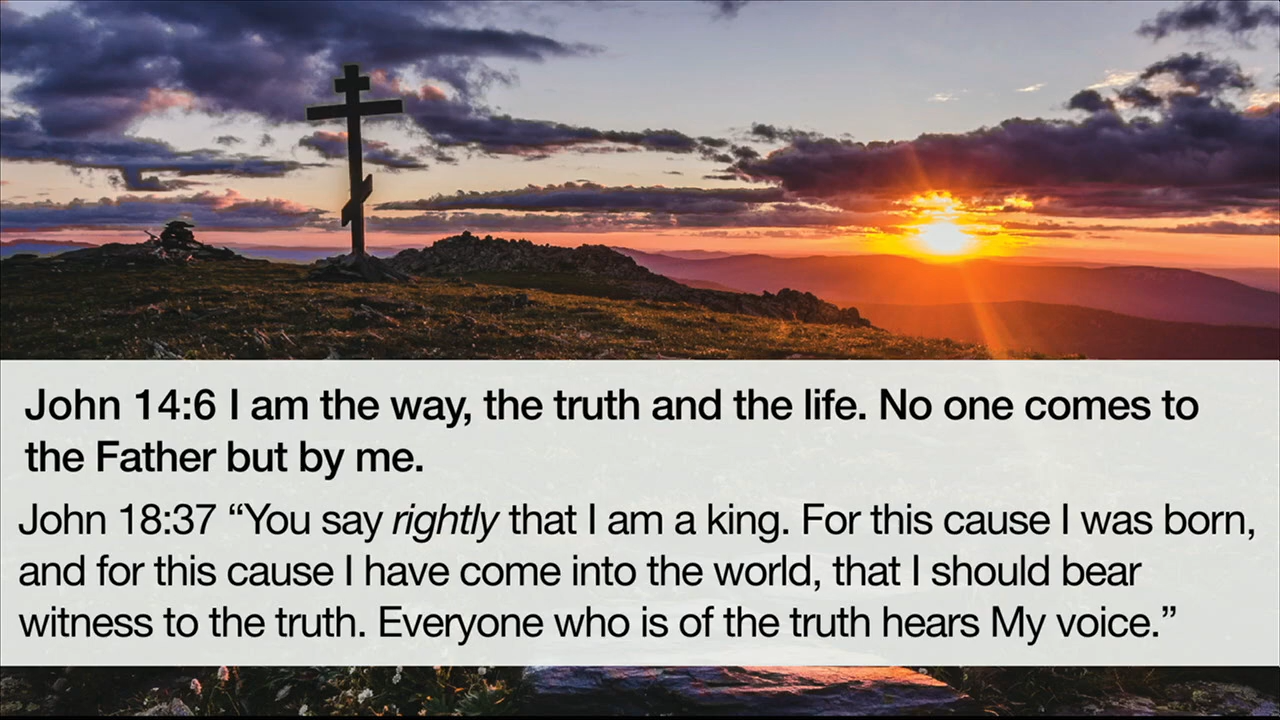 John 14:6 I am the way, the truth and the life. No one comes to
the Father but by me.
John 18:37 “You say rightly that I am a king. For this cause I was born,
and for this cause I have come into the world, that I should bear
witness to the truth. Everyone who is of the truth hears My voice.”